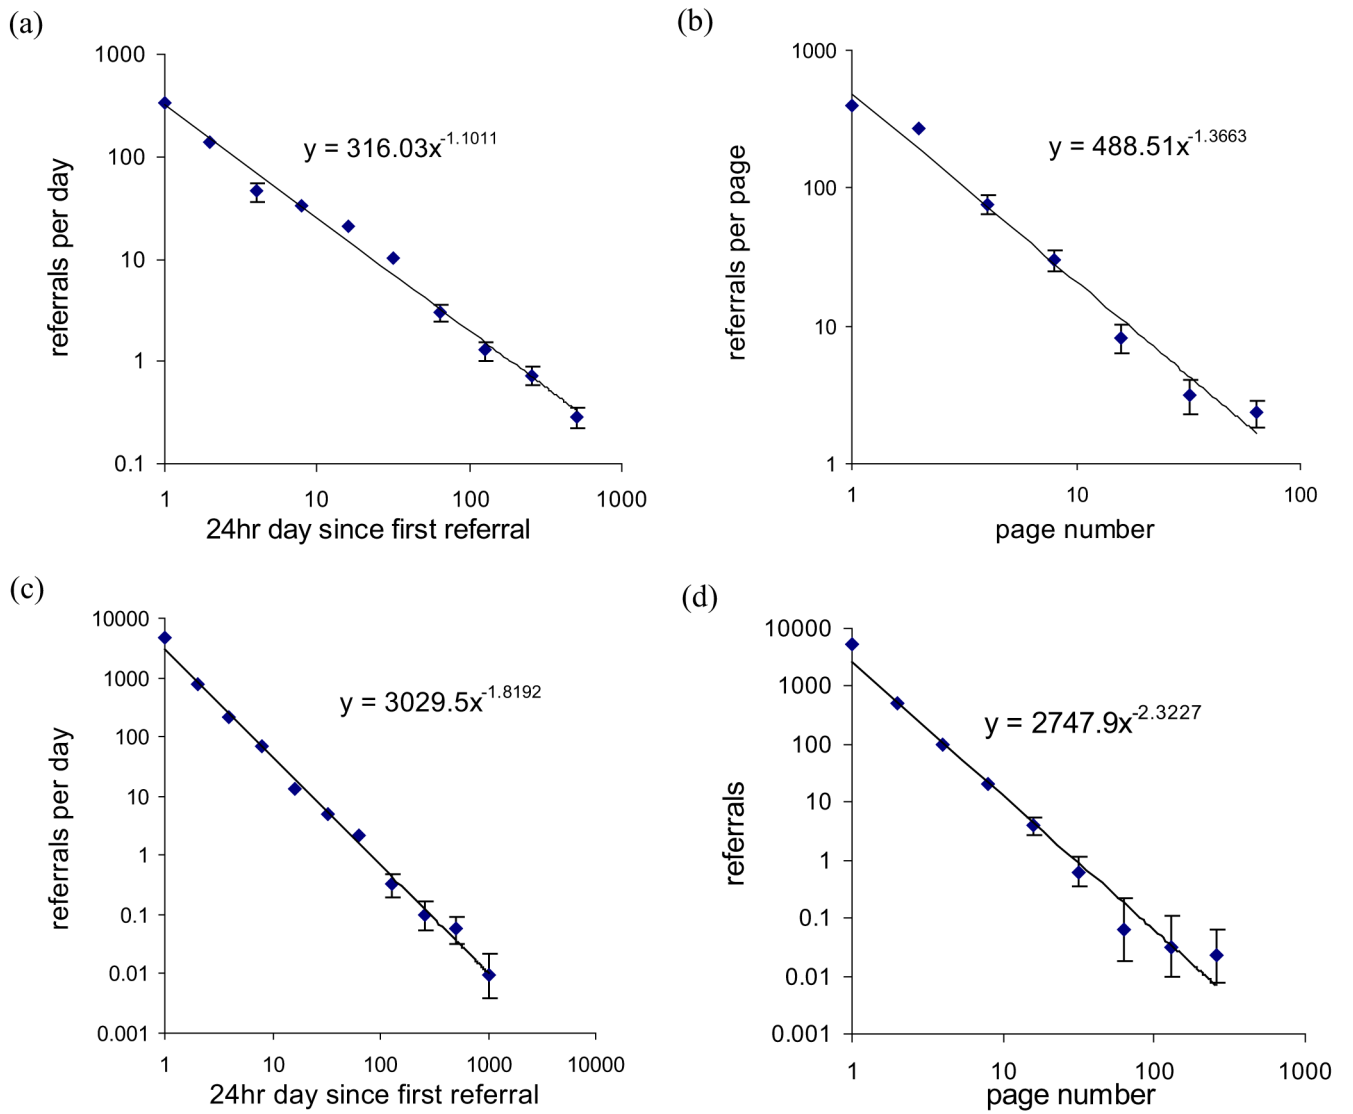 (a)
1000
100
10
1
0.1
referrals per day
y = 316.03x^-1.1011
1 10 100 1000
24hr day since first referral
(b)
1000
100
10
1
referrals per page
y = 488.51x^-1.3663
1 10 100
page number
(c)
10000
1000
100
10
1
0.1
0.01
0.001
referrals per day
y = 3029.5x^-1.8192
1 10 100 1000 10000
24hr day since first referral
(d)
10000
1000
100
10
1
0.1
0.01
0.001
referrals
y = 2747.9x^-2.3227
1 10 100 1000
page number